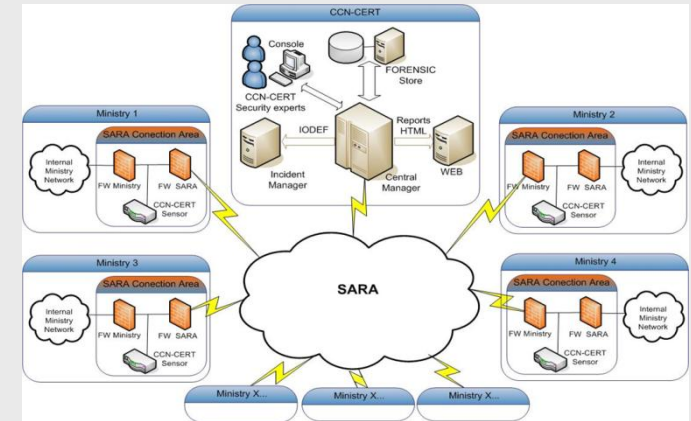 CCN-CERT
Console
CCN-CERT
Security experts
FORENSIC
Store
IODEF
Reports
HTML
Incident
Manager
Central
Manager
WEB
Ministry 1
SARA Conection Area
Internal
Ministry
Network
FW Ministry
FW SARA
CCN-CERT
Sensor
Ministry 2
SARA Conection Area
FW Ministry
FW SARA
CCN-CERT
Sensor
Internal
Ministry
Network
Ministry 3
SARA Conection Area
Internal
Ministry
Network
FW Ministry
FW SARA
CCN-CERT
Sensor
SARA
Ministry 4
SARA Conection Area
FW Ministry
FW SARA
CCN-CERT
Sensor
Internal
Ministry
Network
Ministry X...
Ministry X...
Ministry X...